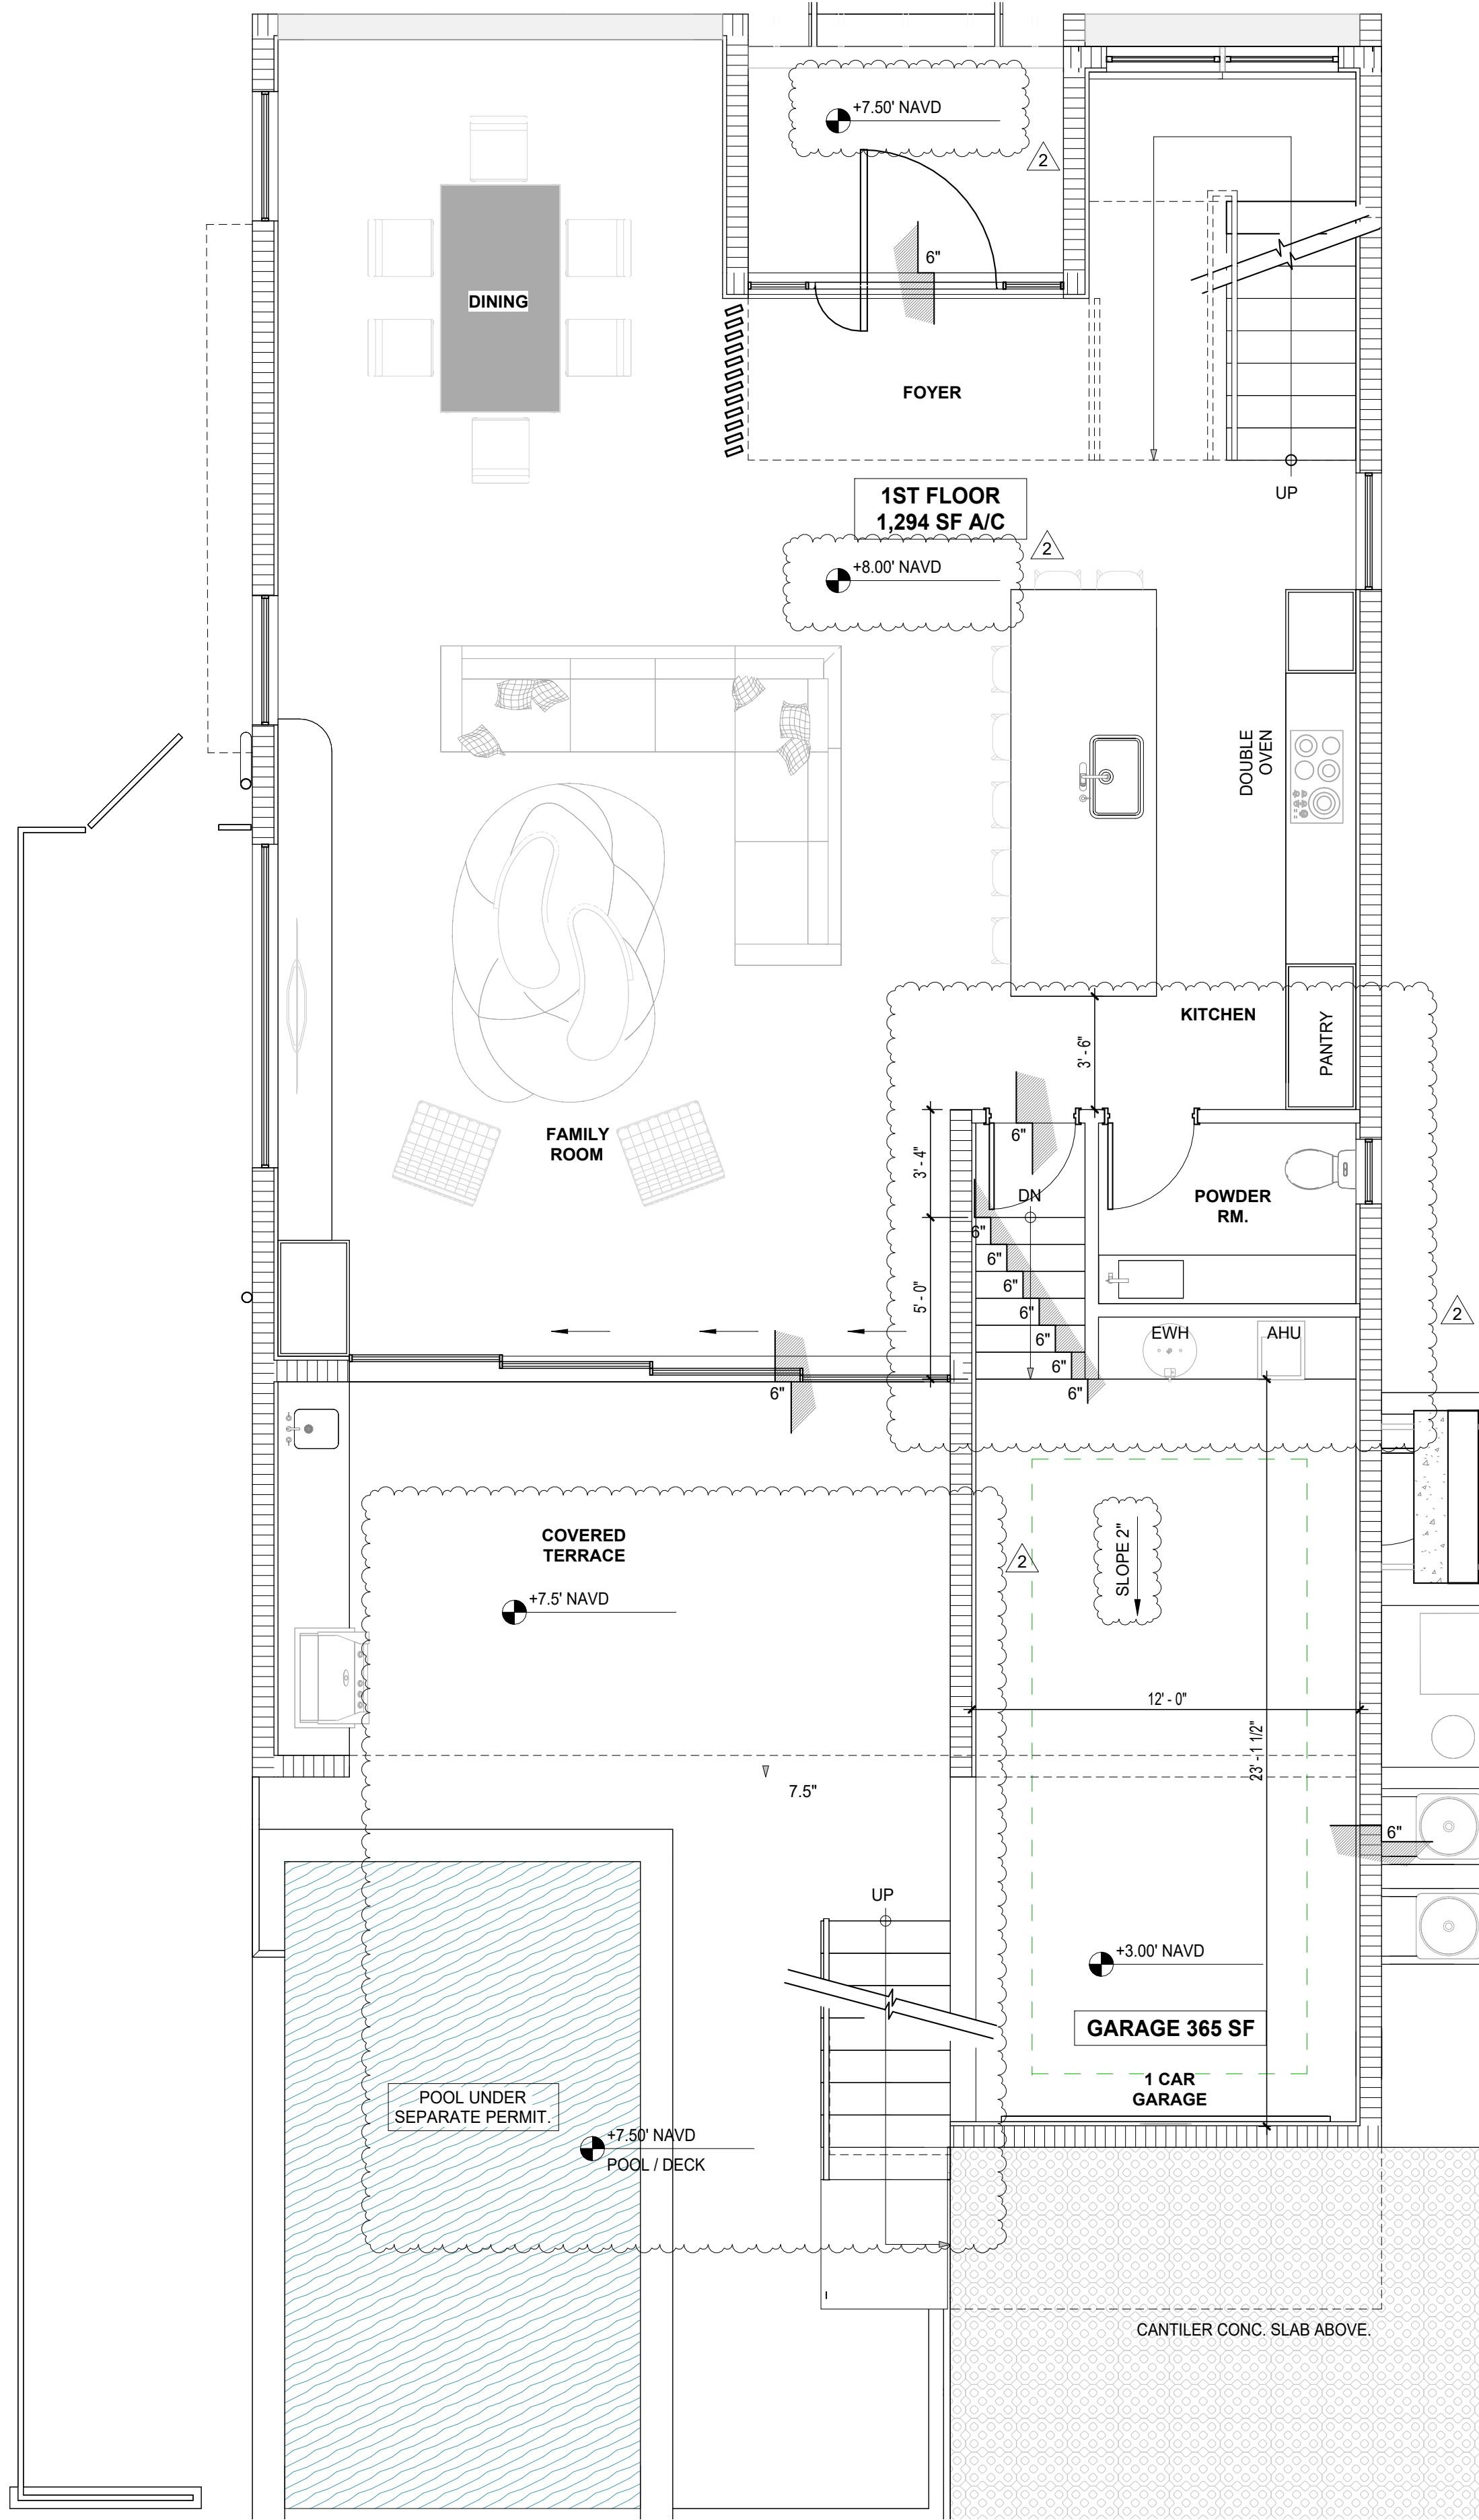 +7.50' NAVD
2
6"
DINING
FOYER
1ST FLOOR
1,294 SF A/C
UP
2
+8.00' NAVD
DOUBLE
OVEN
KITCHEN
PANTRY
3' - 6"
FAMILY
ROOM
3' - 4"
6"
DN
POWDER
RM.
6"
6"
6"
6"
6"
6"
6"
5' - 0"
EWH
AHU
2
6"
COVERED
TERRACE
2
SLOPE 2"
+7.5' NAVD
12' - 0"
23' - 1 1/2"
7.5"
6"
UP
+3.00' NAVD
GARAGE 365 SF
1 CAR
GARAGE
POOL UNDER
SEPARATE PERMIT.
+7.50' NAVD
POOL / DECK
CANTILER CONC. SLAB ABOVE.